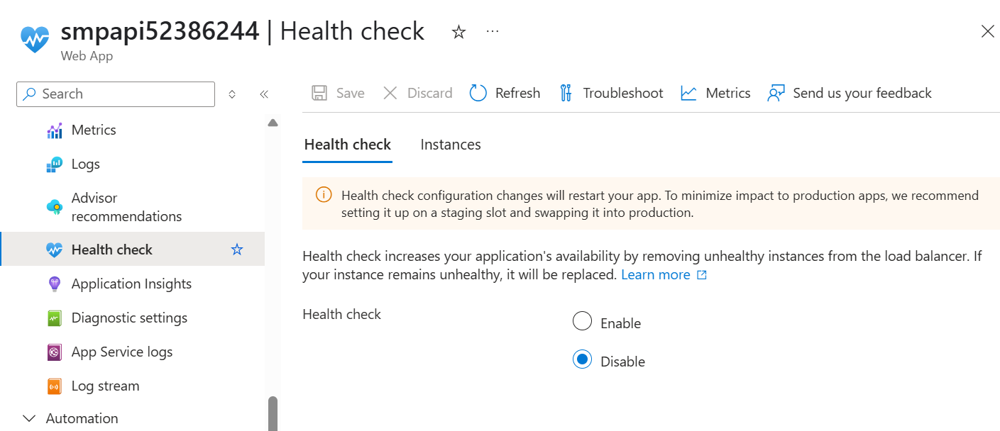 smpapi52386244 | Health check
Web App
Search
Save
Discard
Refresh
Troubleshoot
Metrics
Send us your feedback
Metrics
Logs
Advisor
recommendations
Health check
Application Insights
Diagnostic settings
App Service logs
Log stream
Automation
Health check
Instances
Health check configuration changes will restart your app. To minimize impact to production apps, we recommend
setting it up on a staging slot and swapping it into production.
Health check increases your application's availability by removing unhealthy instances from the load balancer. If
your instance remains unhealthy, it will be replaced. Learn more
Health check
Enable
Disable